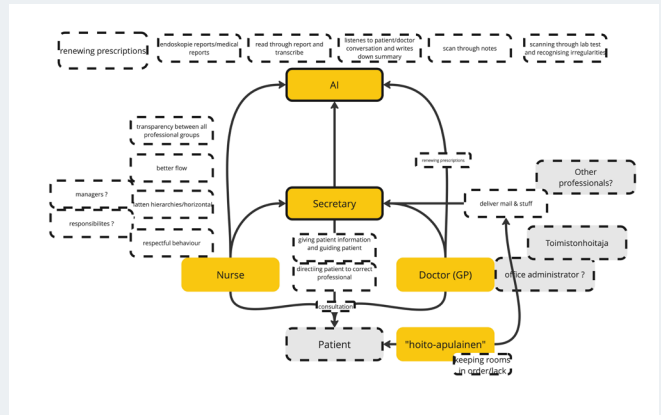 renewing prescriptions
endoskopie reports/medical
reports
read through report and
transcribe
listenes to patient/doctor
conversation and writes
down summary
scan through notes
scanning through lab test
and recognising irregularities
AI
transparency between all
professional groups
better flow
managers ?
latten hierarchies/horizontal
responsibilites ?
respectful behaviour
renewing prescriptions
Other
professionals?
Secretary
deliver mail & stuff
giving patient information
and guiding patient
Toimistonhoitaja
directing patient to correct
professional
Nurse
Doctor (GP)
office administrator ?
consultation
Patient
"hoito-apulainen"
keeping rooms
in order/lack